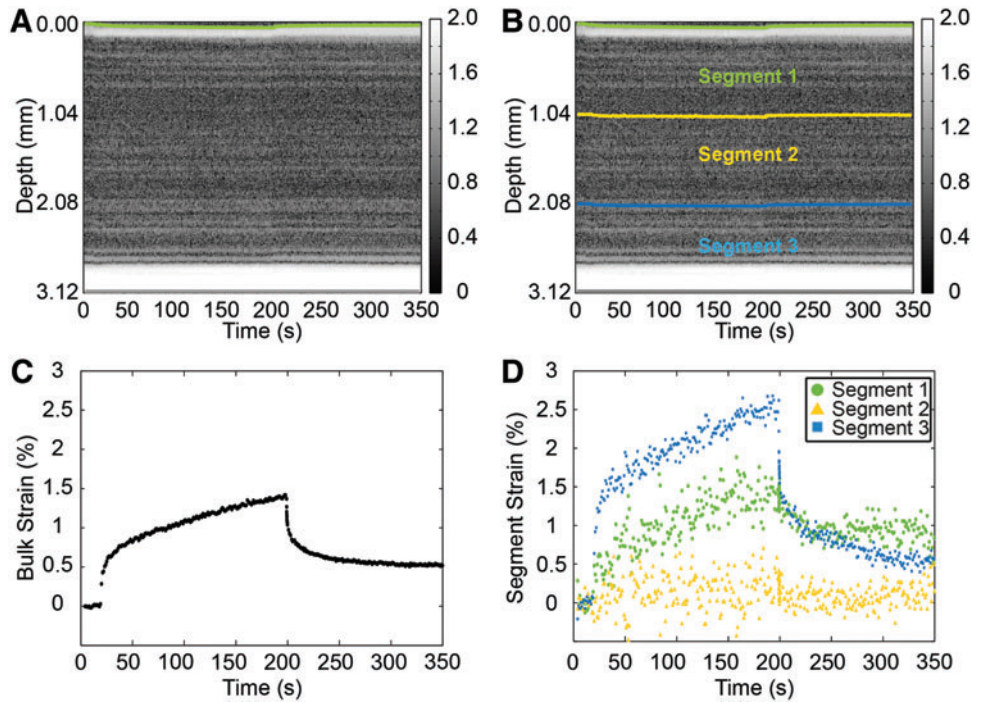 A
Depth (mm)
0.00
1.04
2.08
3.12
0 50 100 150 200 250 300 350
Time (s)
2.0
1.6
1.2
0.8
0.4
0
B
Depth (mm)
0.00
1.04
2.08
3.12
Segment 1
Segment 2
Segment 3
0 50 100 150 200 250 300 350
Time (s)
2.0
1.6
1.2
0.8
0.4
0
C
Bulk Strain (%)
3
2.5
2
1.5
1
0.5
0
0 50 100 150 200 250 300 350
Time (s)
D
Segment Strain (%)
3
2.5
2
1.5
1
0.5
0
Segment 1
Segment 2
Segment 3
0 50 100 150 200 250 300 350
Time (s)